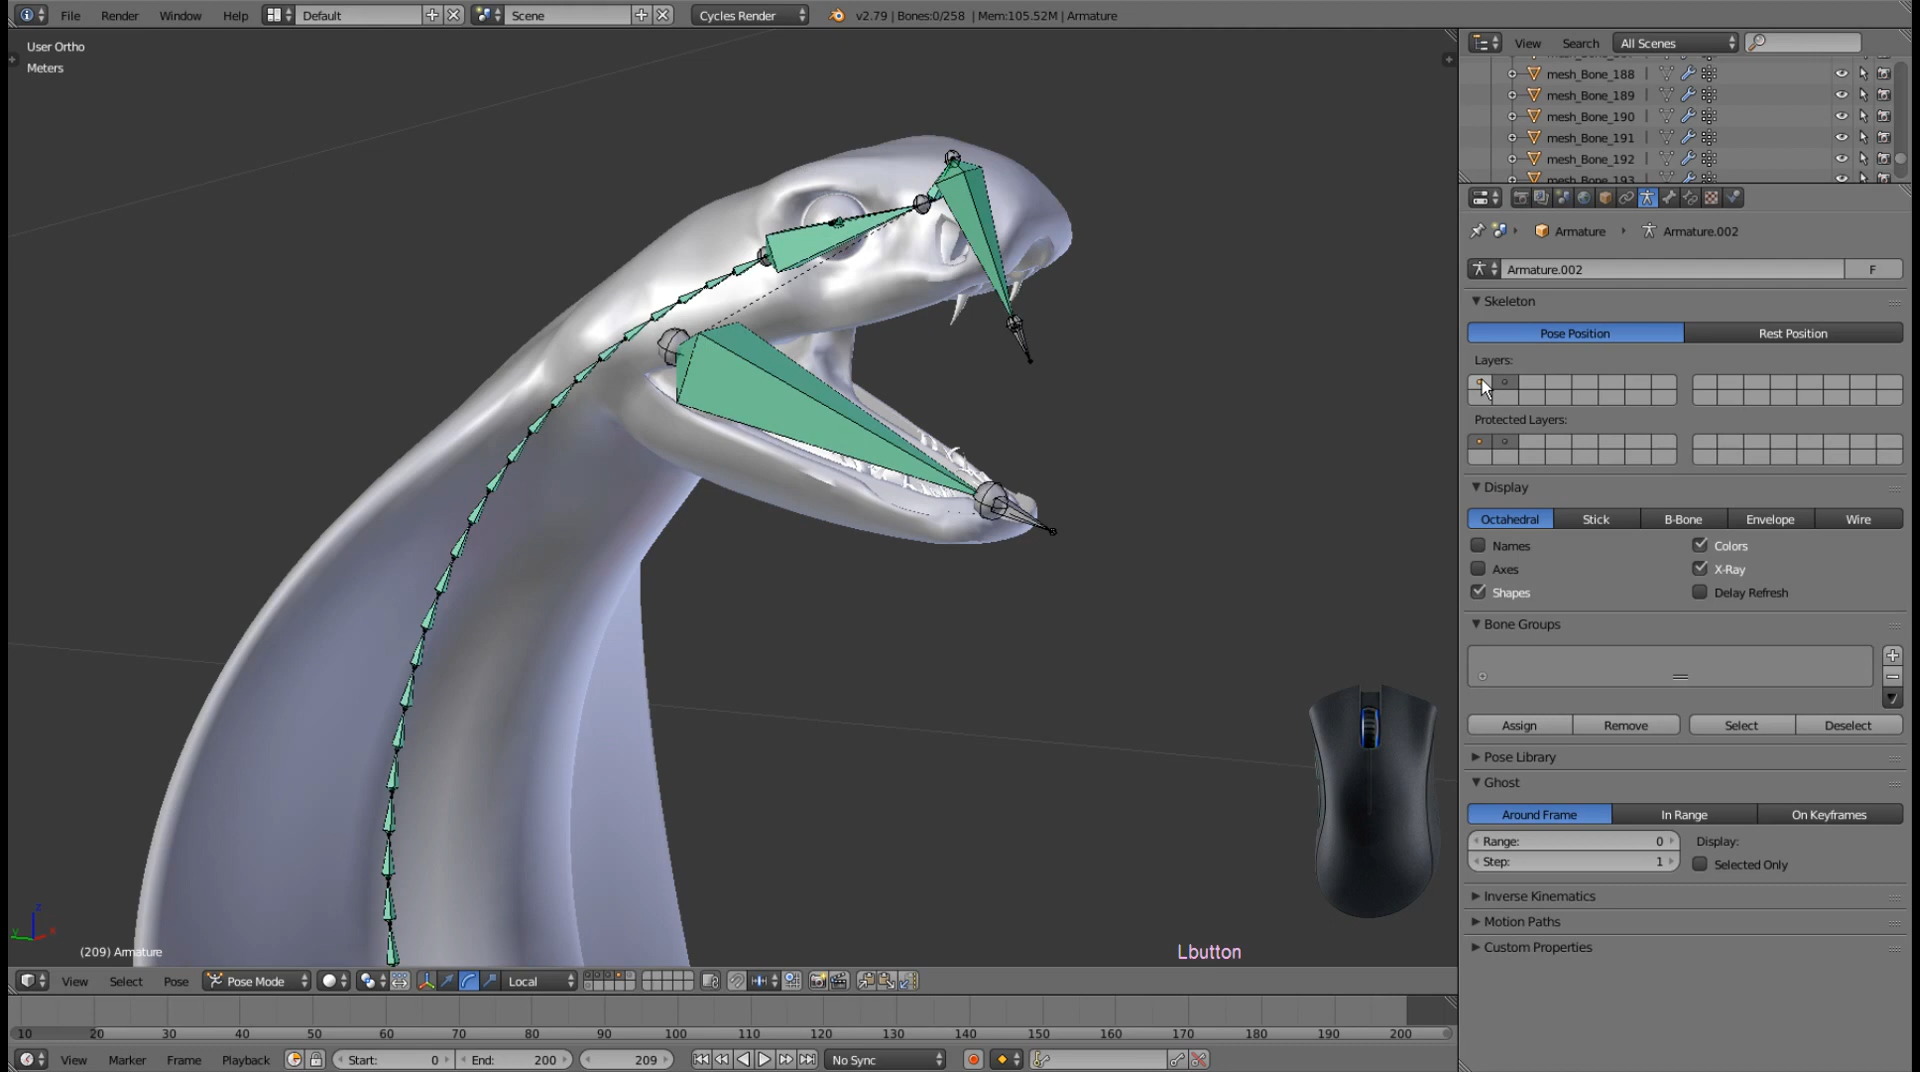 File Render Window Help Default Scene Cycles Render v2.79 | Bones:0/258 | Mem:105.52M | Armature
User Ortho
Meters
View Search All Scenes
mesh_Bone_188
mesh_Bone_189
mesh_Bone_190
mesh_Bone_191
mesh_Bone_192
mesh_Bone_193
Armature Armature.002
Armature.002 F
Skeleton
Pose Position Rest Position
Layers:
Protected Layers:
Display
Octahedral Stick B-Bone Envelope Wire
Names Colors
Axes X-Ray
Shapes Delay Refresh
Bone Groups
Assign Remove Select Deselect
Pose Library
Ghost
Around Frame In Range On Keyframes
Range: 0 Display:
Step: 1 Selected Only
Inverse Kinematics
Motion Paths
Custom Properties
z
y x
(209) Armature
Lbutton
View Select Pose Pose Mode Local
10 20 30 40 50 60 70 80 90 100 110 120 130 140 150 160 170 180 190 200
View Marker Frame Playback Start: 0 End: 200 209 No Sync